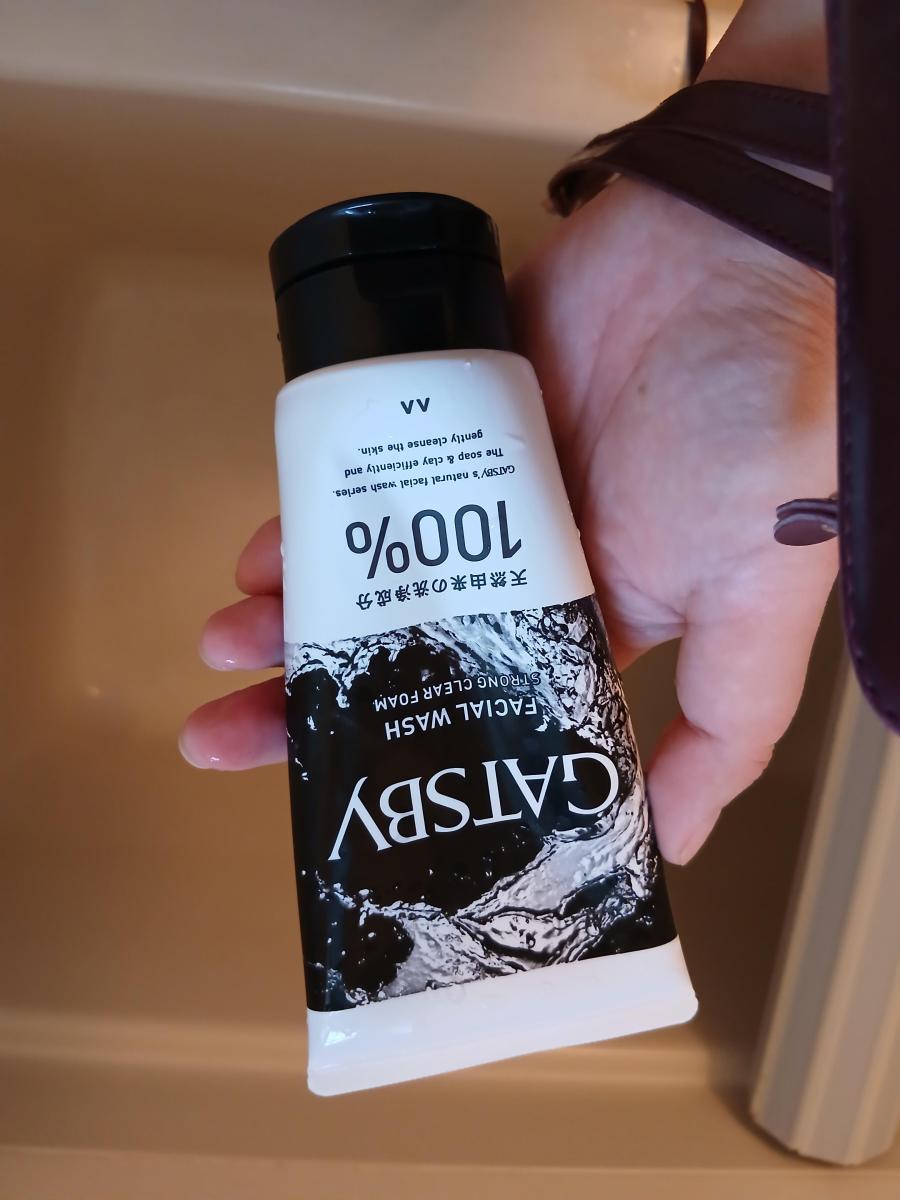 GATSBY
FACIAL WASH
STRONG CLEAR FOAM
天然由来の洗浄成分
100%
GATSBY's natural facial wash series.
The soap & clay efficiently and
gently cleanse the skin.